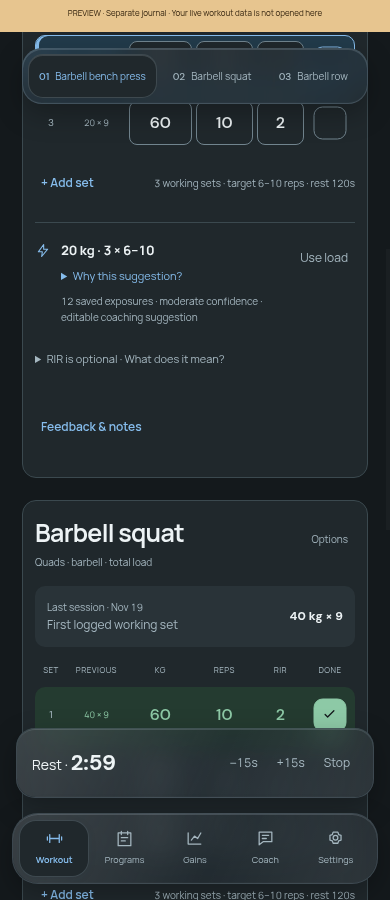 PREVIEW · Separate journal · Your live workout data is not opened here
01 Barbell bench press 02 Barbell squat 03 Barbell row
3 20 × 9 60 10 2
+ Add set 3 working sets · target 6–10 reps · rest 120s
20 kg · 3 × 6–10
Use load
▶ Why this suggestion?
12 saved exposures · moderate confidence ·
editable coaching suggestion
▶ RIR is optional · What does it mean?
Feedback & notes
Barbell squat
Options
Quads · barbell · total load
Last session · Nov 19
First logged working set
40 kg × 9
SET PREVIOUS KG REPS RIR DONE
1 40 × 9 60 10 2 ✓
Rest · 2:59 −15s +15s Stop
Workout Programs Gains Coach Settings
+ Add set 3 working sets · target 6–10 reps · rest 120s